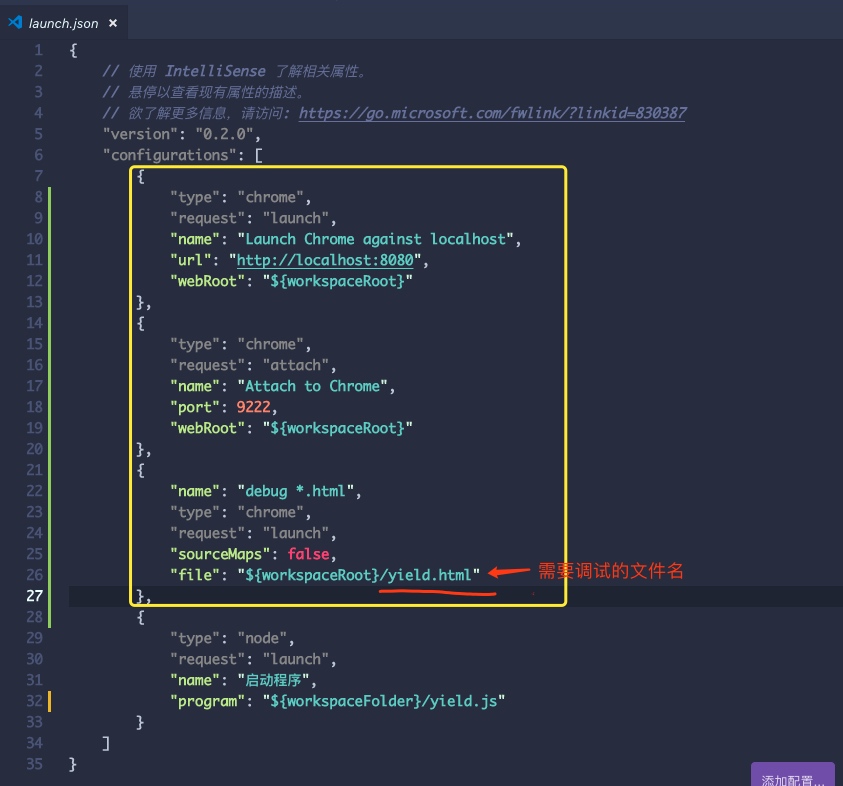 launch.json ×
1 {
2 // 使用 IntelliSense 了解相关属性。
3 // 悬停以查看现有属性的描述。
4 // 欲了解更多信息，请访问: https://go.microsoft.com/fwlink/?linkid=830387
5 "version": "0.2.0",
6 "configurations": [
7 {
8 "type": "chrome",
9 "request": "launch",
10 "name": "Launch Chrome against localhost",
11 "url": "http://localhost:8080",
12 "webRoot": "${workspaceRoot}"
13 },
14 {
15 "type": "chrome",
16 "request": "attach",
17 "name": "Attach to Chrome",
18 "port": 9222,
19 "webRoot": "${workspaceRoot}"
20 },
21 {
22 "name": "debug *.html",
23 "type": "chrome",
24 "request": "launch",
25 "sourceMaps": false,
26 "file": "${workspaceRoot}/yield.html" 需要调试的文件名
27 },
28 {
29 "type": "node",
30 "request": "launch",
31 "name": "启动程序",
32 "program": "${workspaceFolder}/yield.js"
33 }
34 ]
35 }
添加配置...